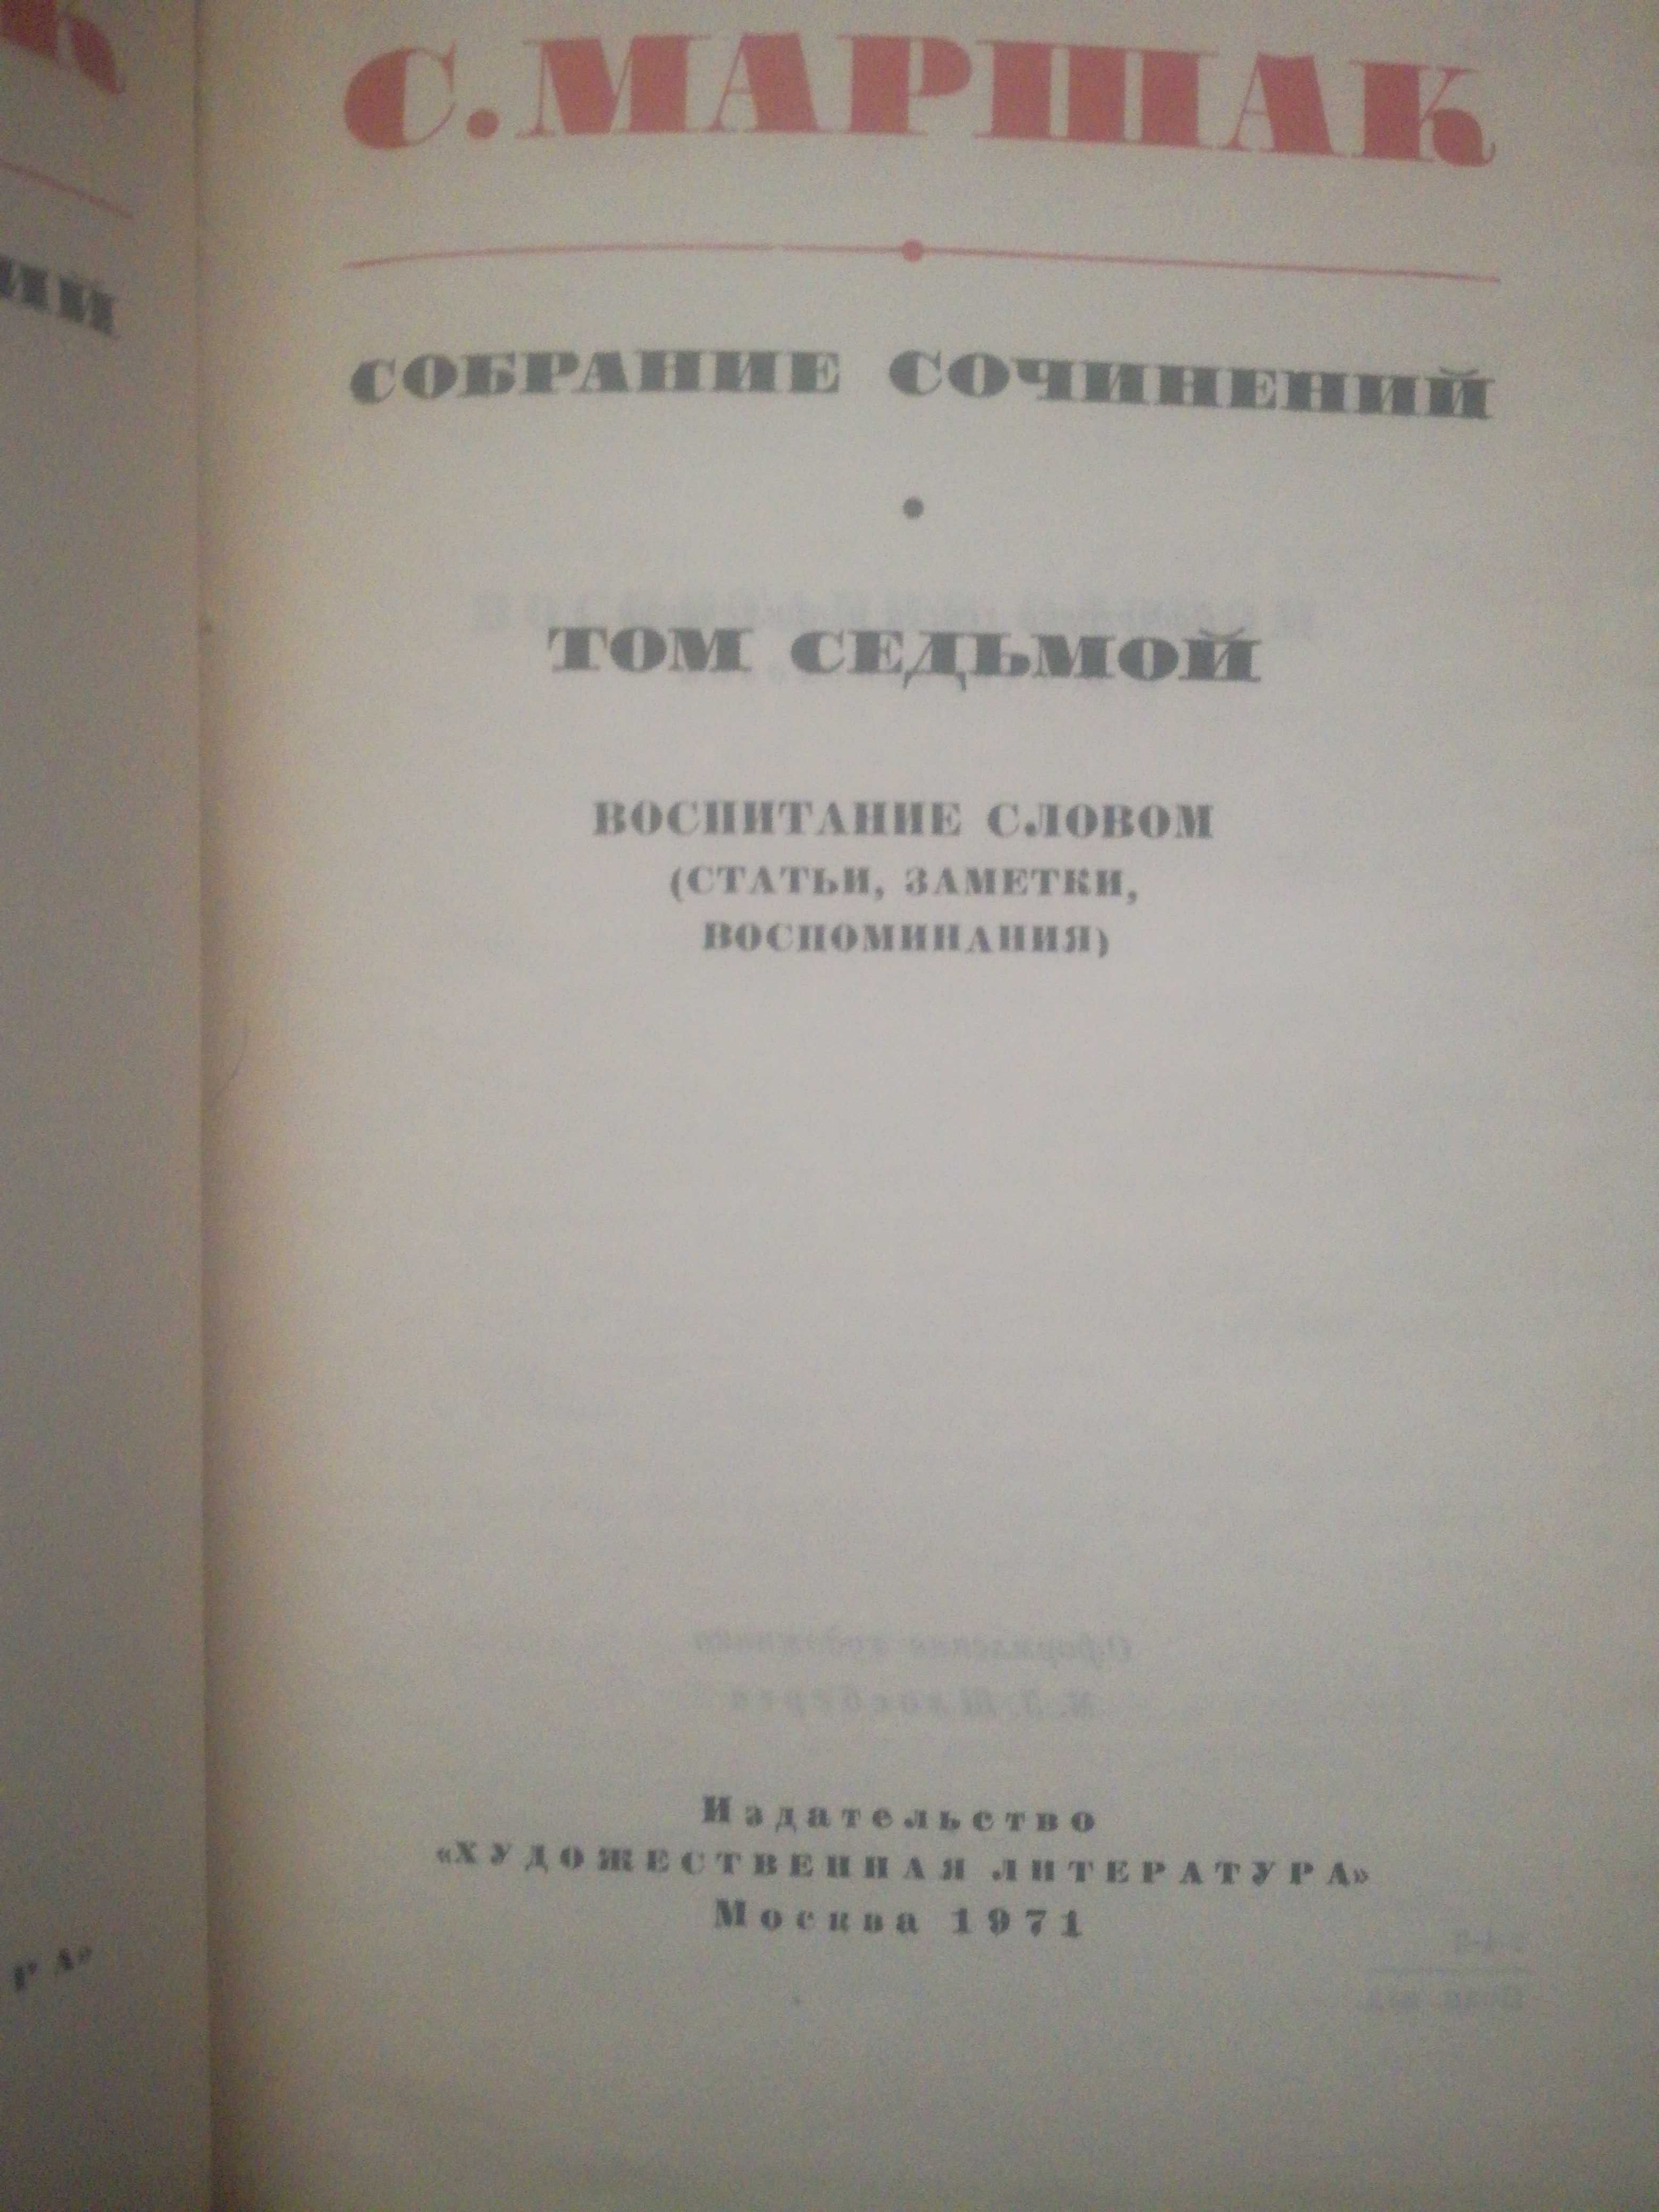 С. МАРШАК
СОБРАНИЕ СОЧИНЕНИЙ
ТОМ СЕДЬМОЙ
ВОСПИТАНИЕ СЛОВОМ
(СТАТЬИ, ЗАМЕТКИ,
ВОСПОМИНАНИЯ)
Издательство
«ХУДОЖЕСТВЕННАЯ ЛИТЕРАТУРА»
Москва 1971